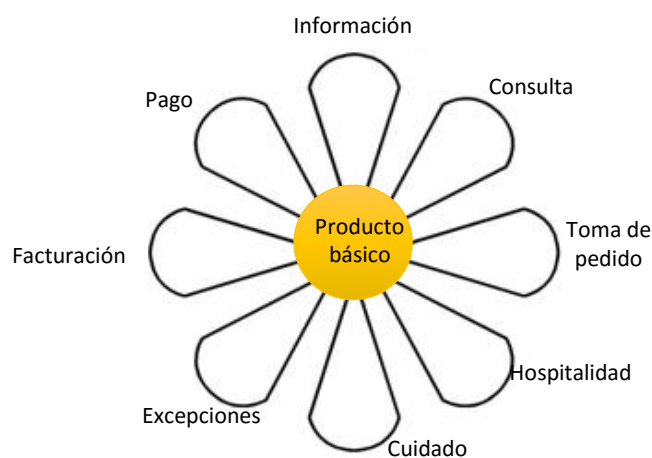 Información
Consulta
Toma de
pedido
Hospitalidad
Cuidado
Excepciones
Facturación
Pago
Producto
básico